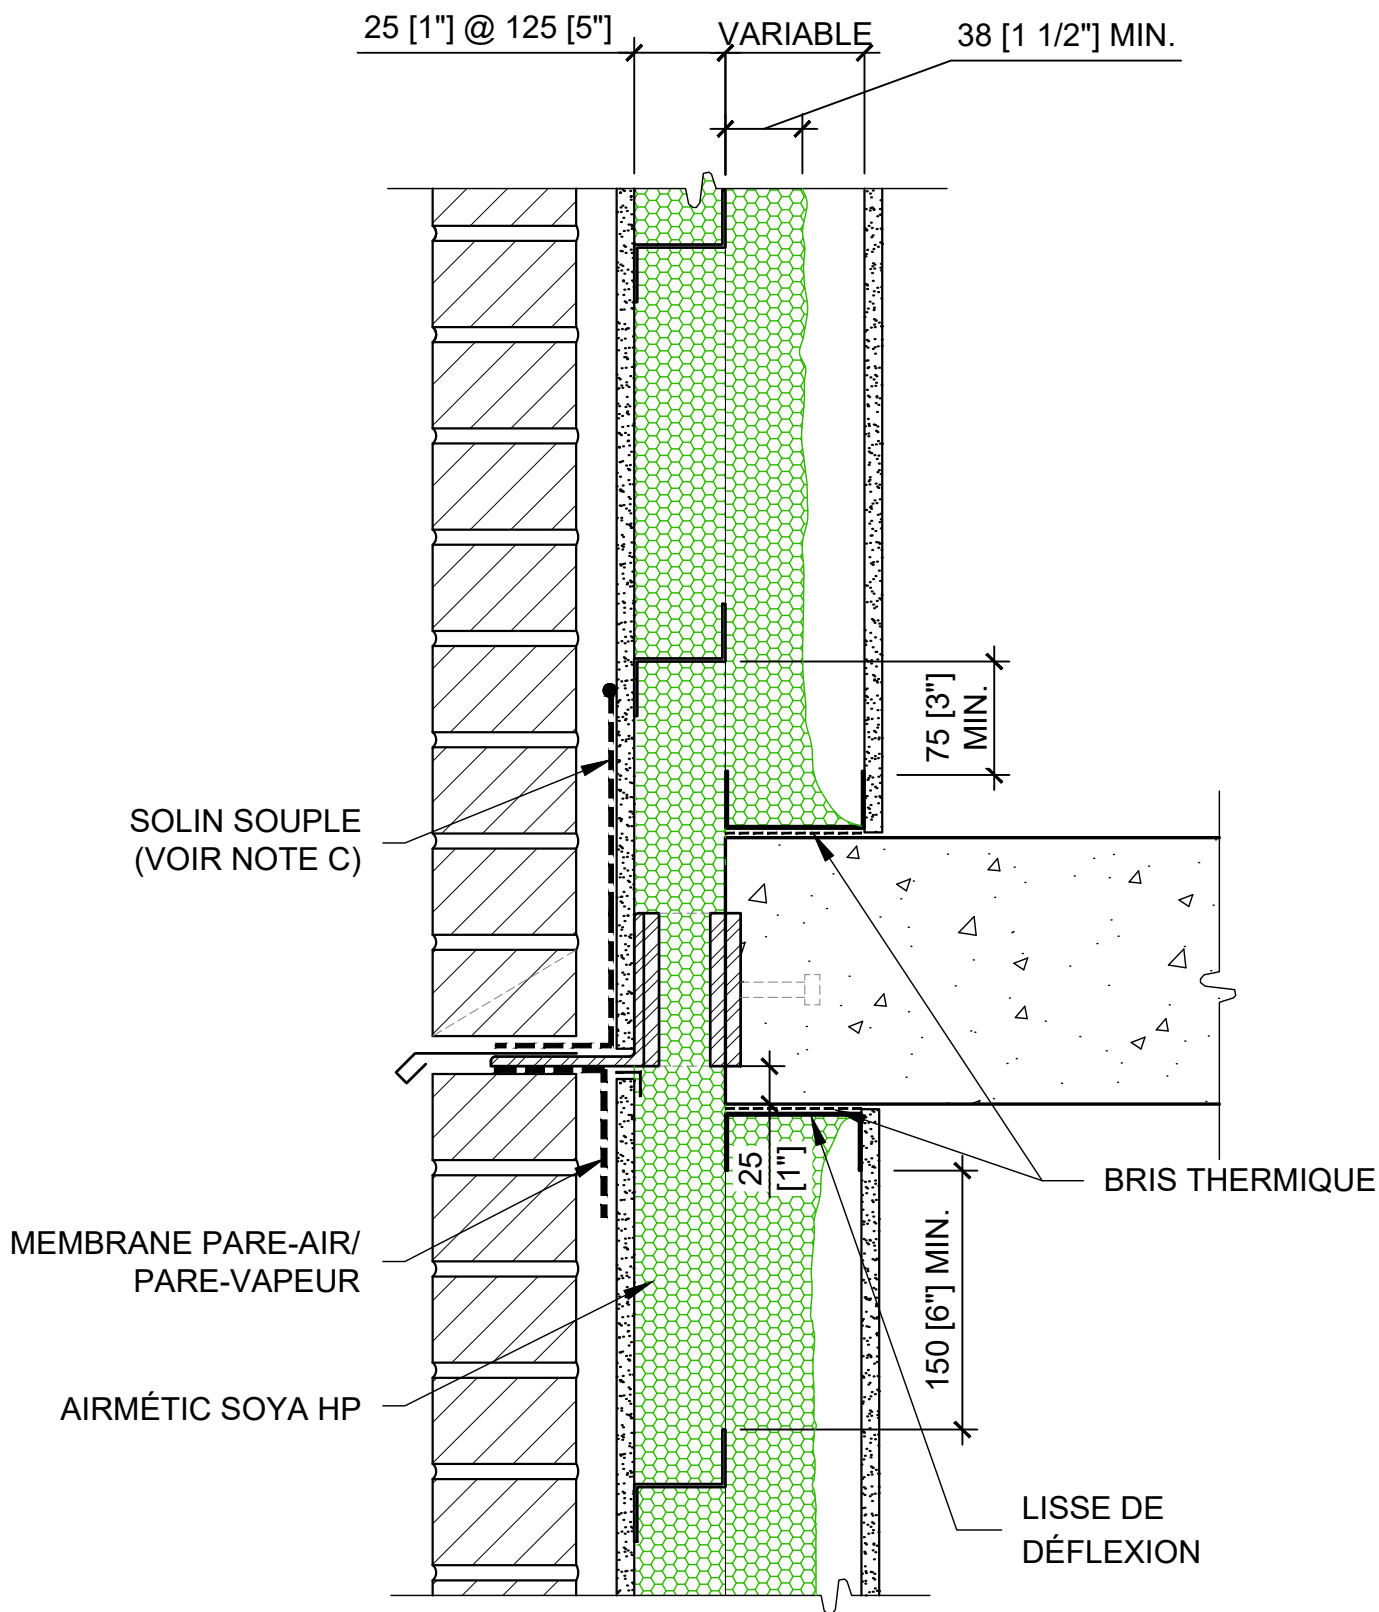 25 [1"] @ 125 [5"]
VARIABLE
38 [1 1/2"] MIN.
75 [3"]
MIN.
SOLIN SOUPLE
(VOIR NOTE C)
25
[1"]
BRIS THERMIQUE
MEMBRANE PARE-AIR/
PARE-VAPEUR
150 [6"] MIN.
AIRMÉTIC SOYA HP
LISSE DE
DÉFLEXION